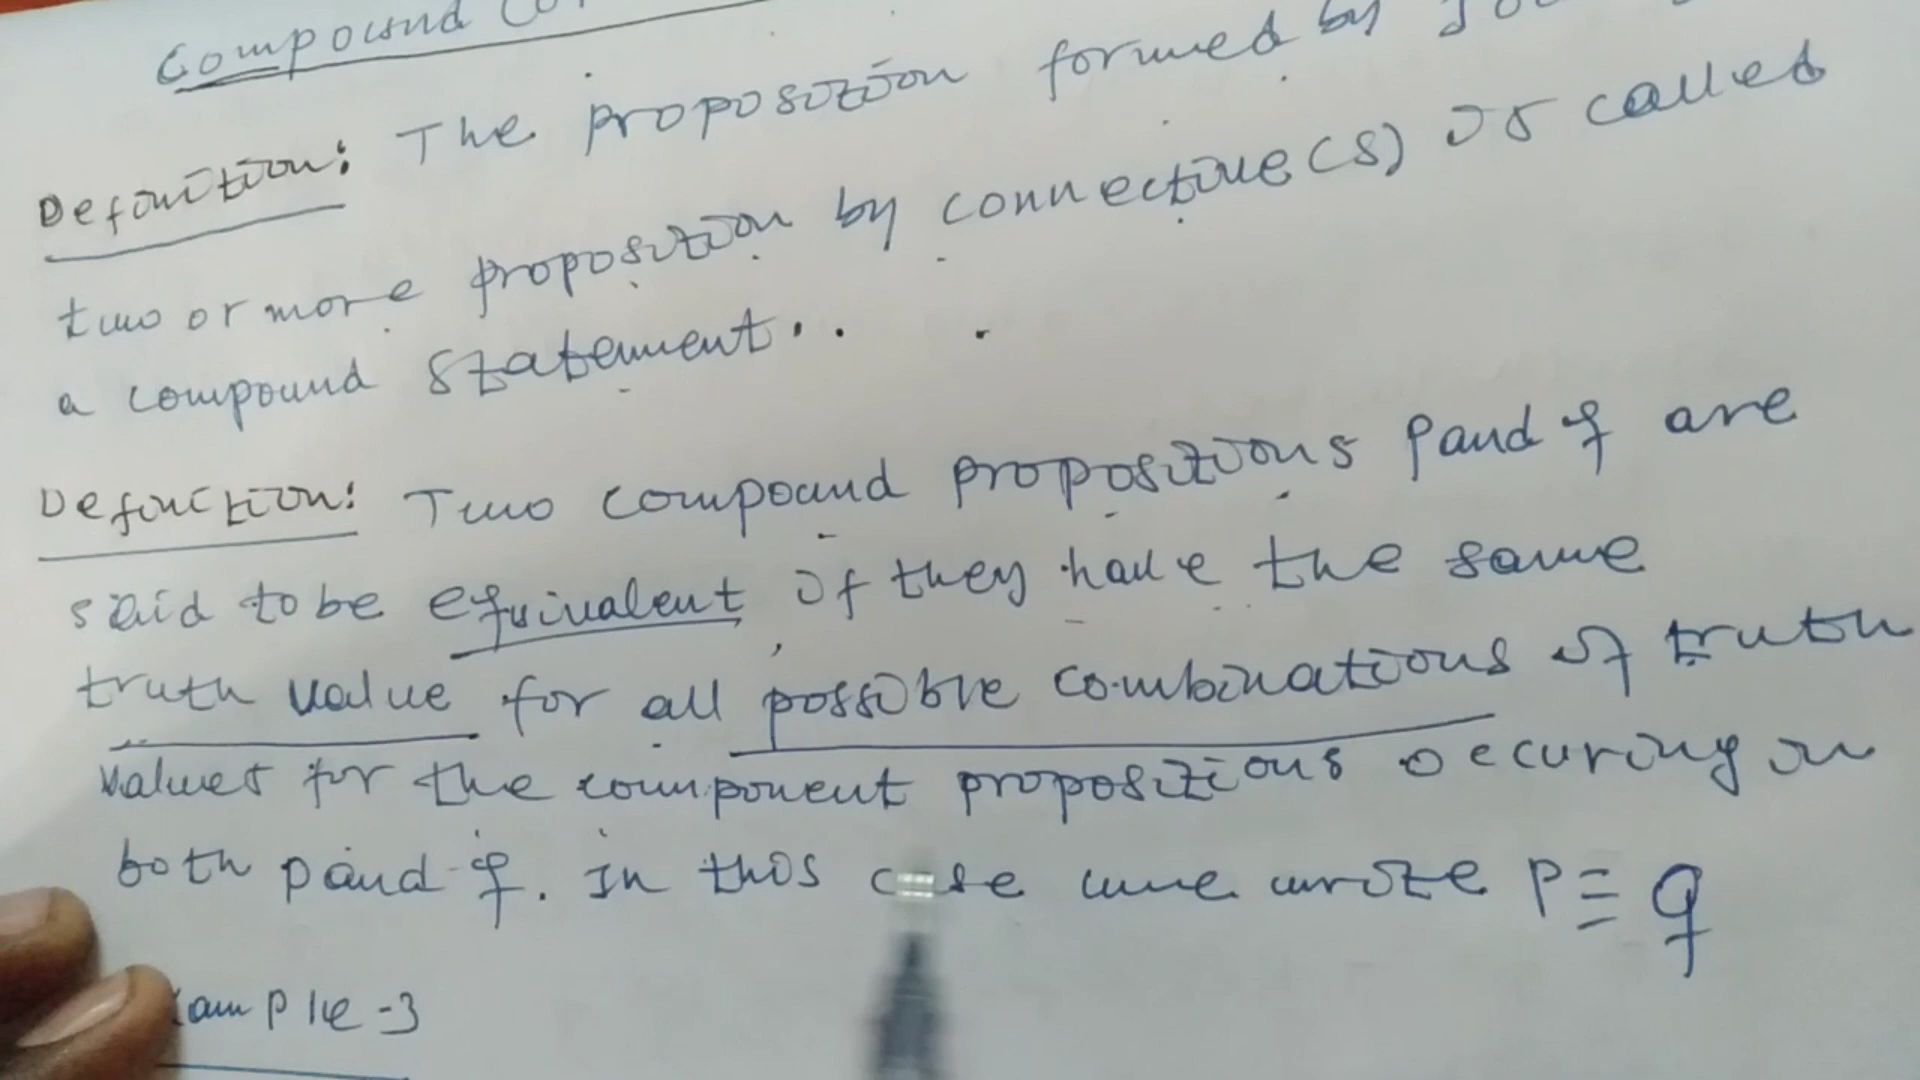 Compound
Definition: The proposition formed by
two or more proposition by connective(s) is called
a compound statement..
Definition: Two compound propositions p and q are
said to be equivalent if they have the same
truth value for all possible combinations of truth
values for the component propositions occuring in
both p and q. In this case we write p ≡ q
ample-3